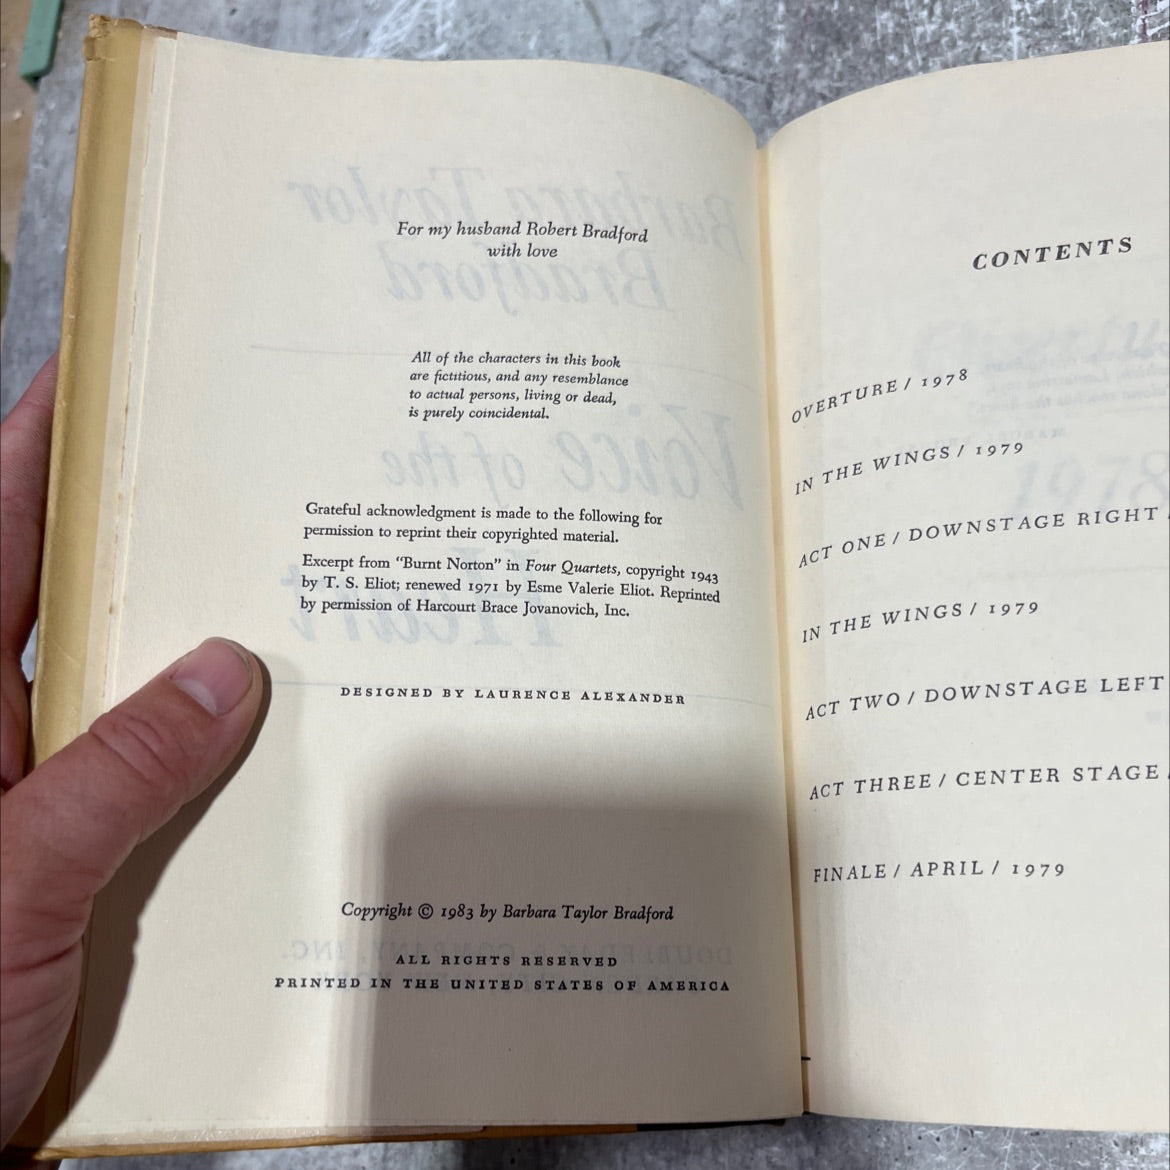 For my husband Robert Bradford
with love
All of the characters in this book
are fictitious, and any resemblance
to actual persons, living or dead,
is purely coincidental.
Grateful acknowledgment is made to the following for
permission to reprint their copyrighted material.
Excerpt from “Burnt Norton” in Four Quartets, copyright 1943
by T. S. Eliot; renewed 1971 by Esme Valerie Eliot. Reprinted
by permission of Harcourt Brace Jovanovich, Inc.
DESIGNED BY LAURENCE ALEXANDER
Copyright © 1983 by Barbara Taylor Bradford
ALL RIGHTS RESERVED
PRINTED IN THE UNITED STATES OF AMERICA
CONTENTS
OVERTURE / 1978
IN THE WINGS / 1979
ACT ONE / DOWNSTAGE RIGHT /
IN THE WINGS / 1979
ACT TWO / DOWNSTAGE LEFT
ACT THREE / CENTER STAGE /
FINALE / APRIL / 1979